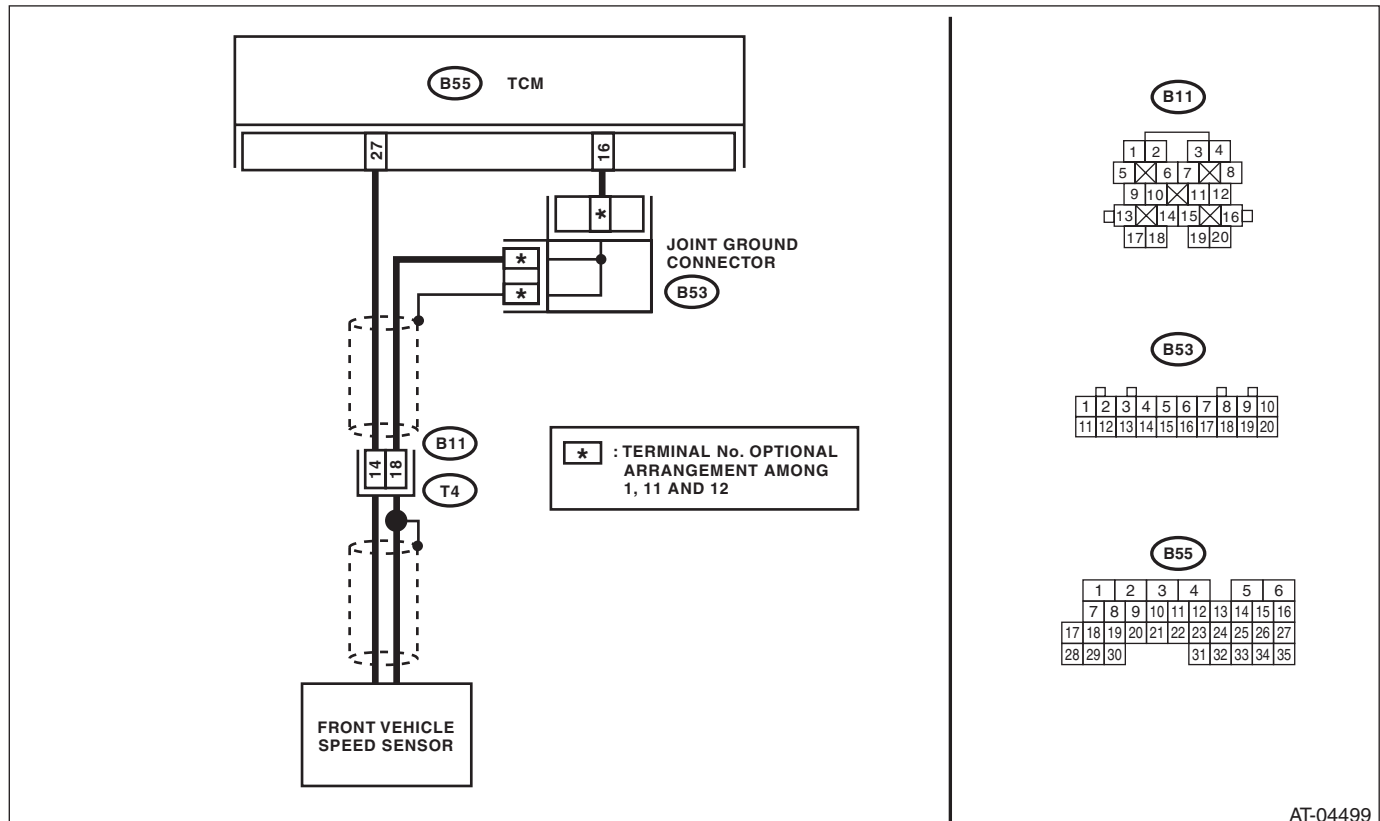 B55 TCM
27 16
*
JOINT GROUND
CONNECTOR
B53
*
*
B11
14 18
T4
* : TERMINAL No. OPTIONAL
ARRANGEMENT AMONG
1, 11 AND 12
FRONT VEHICLE
SPEED SENSOR
B11
1 2 3 4
5 6 7 8
9 10 11 12
13 14 15 16
17 18 19 20
B53
1 2 3 4 5 6 7 8 9 10
11 12 13 14 15 16 17 18 19 20
B55
1 2 3 4 5 6
7 8 9 10 11 12 13 14 15 16
17 18 19 20 21 22 23 24 25 26 27
28 29 30 31 32 33 34 35
AT-04499